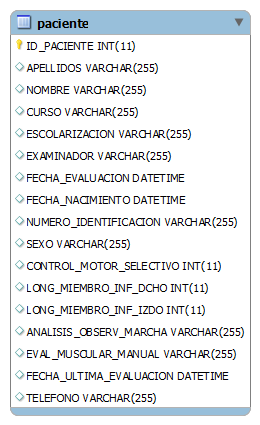 paciente
ID_PACIENTE INT(11)
APELLIDOS VARCHAR(255)
NOMBRE VARCHAR(255)
CURSO VARCHAR(255)
ESCOLARIZACION VARCHAR(255)
EXAMINADOR VARCHAR(255)
FECHA_EVALUACION DATETIME
FECHA_NACIMIENTO DATETIME
NUMERO_IDENTIFICACION VARCHAR(255)
SEXO VARCHAR(255)
CONTROL_MOTOR_SELECTIVO INT(11)
LONG_MIEMBRO_INF_DCHO INT(11)
LONG_MIEMBRO_INF_IZDO INT(11)
ANALISIS_OBSERV_MARCHA VARCHAR(255)
EVAL_MUSCULAR_MANUAL VARCHAR(255)
FECHA_ULTIMA_EVALUACION DATETIME
TELEFONO VARCHAR(255)